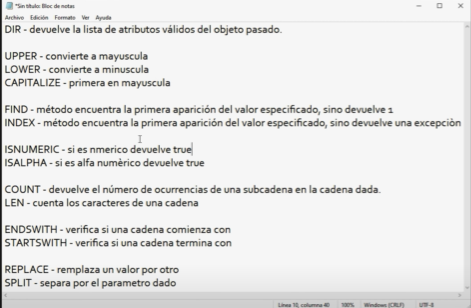 *Sin título: Bloc de notas
Archivo Edición Formato Ver Ayuda
DIR - devuelve la lista de atributos válidos del objeto pasado.
UPPER - convierte a mayuscula
LOWER - convierte a minuscula
CAPITALIZE - primera en mayuscula
FIND - método encuentra la primera aparición del valor especificado, sino devuelve 1
INDEX - método encuentra la primera aparición del valor especificado, sino devuelve una excepciòn
ISNUMERIC - si es nmerico devuelve true
ISALPHA - si es alfa numèrico devuelve true
COUNT - devuelve el número de ocurrencias de una subcadena en la cadena dada.
LEN - cuenta los caracteres de una cadena
ENDSWITH - verifica si una cadena comienza con
STARTSWITH - verifica si una cadena termina con
REPLACE - remplaza un valor por otro
SPLIT - separa por el parametro dado
Línea 10, columna 40 100% Windows (CRLF) UTF-8